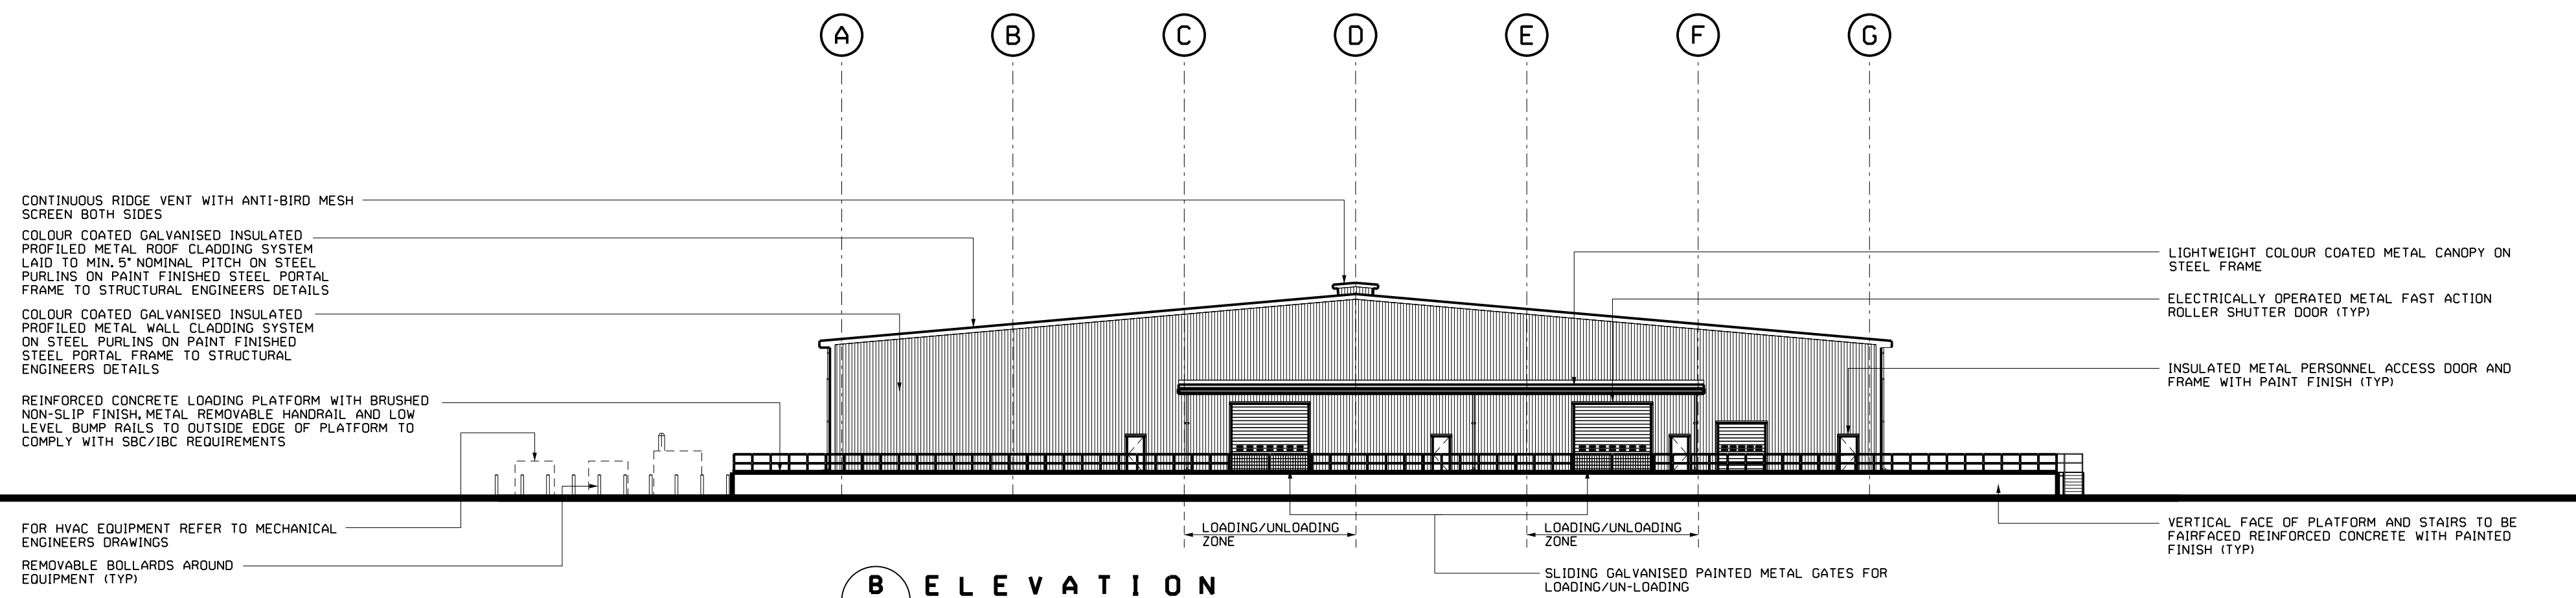 A B C D E F G
CONTINUOUS RIDGE VENT WITH ANTI-BIRD MESH
SCREEN BOTH SIDES
COLOUR COATED GALVANISED INSULATED
PROFILED METAL ROOF CLADDING SYSTEM
LAID TO MIN. 5° NOMINAL PITCH ON STEEL
PURLINS ON PAINT FINISHED STEEL PORTAL
FRAME TO STRUCTURAL ENGINEERS DETAILS
COLOUR COATED GALVANISED INSULATED
PROFILED METAL WALL CLADDING SYSTEM
ON STEEL PURLINS ON PAINT FINISHED
STEEL PORTAL FRAME TO STRUCTURAL
ENGINEERS DETAILS
REINFORCED CONCRETE LOADING PLATFORM WITH BRUSHED
NON-SLIP FINISH, METAL REMOVABLE HANDRAIL AND LOW
LEVEL BUMP RAILS TO OUTSIDE EDGE OF PLATFORM TO
COMPLY WITH SBC/IBC REQUIREMENTS
FOR HVAC EQUIPMENT REFER TO MECHANICAL
ENGINEERS DRAWINGS
REMOVABLE BOLLARDS AROUND
EQUIPMENT (TYP)
LIGHTWEIGHT COLOUR COATED METAL CANOPY ON
STEEL FRAME
ELECTRICALLY OPERATED METAL FAST ACTION
ROLLER SHUTTER DOOR (TYP)
INSULATED METAL PERSONNEL ACCESS DOOR AND
FRAME WITH PAINT FINISH (TYP)
VERTICAL FACE OF PLATFORM AND STAIRS TO BE
FAIRFACED REINFORCED CONCRETE WITH PAINTED
FINISH (TYP)
LOADING/UNLOADING
ZONE
LOADING/UNLOADING
ZONE
SLIDING GALVANISED PAINTED METAL GATES FOR
LOADING/UN-LOADING
B ELEVATION